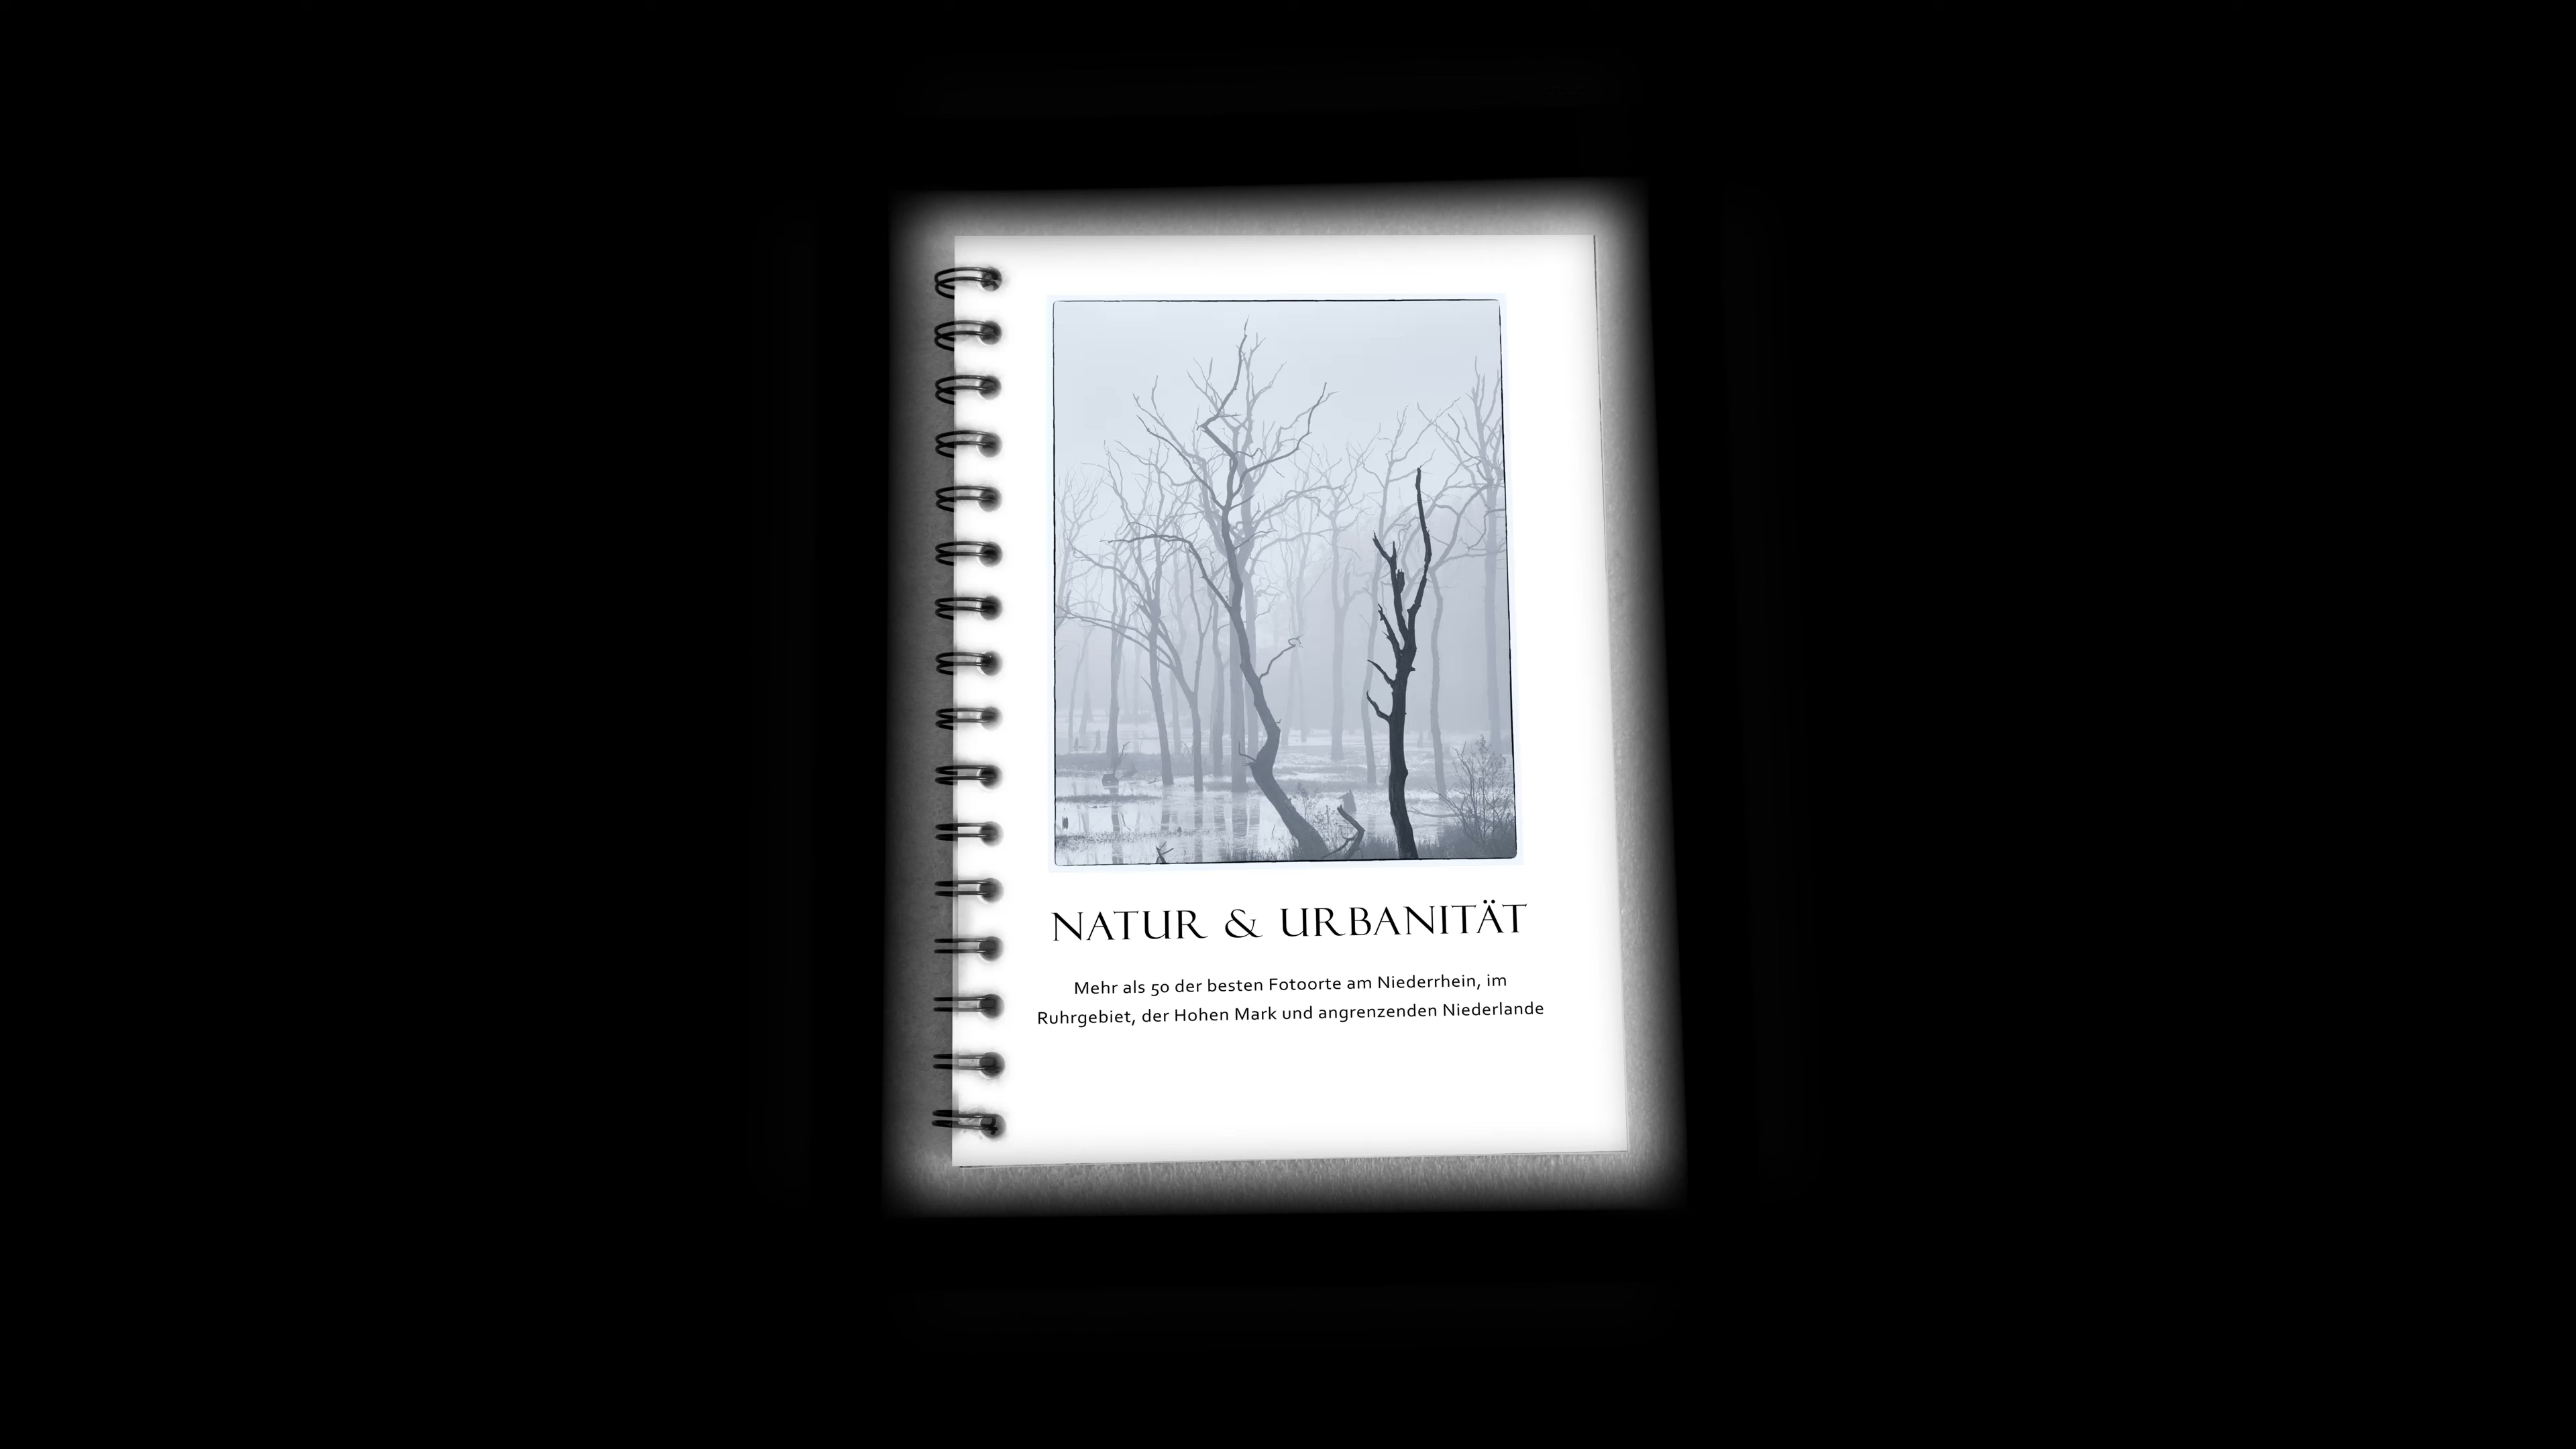 NATUR & URBANITÄT
Mehr als 50 der besten Fotoorte am Niederrhein, im
Ruhrgebiet, der Hohen Mark und angrenzenden Niederlande